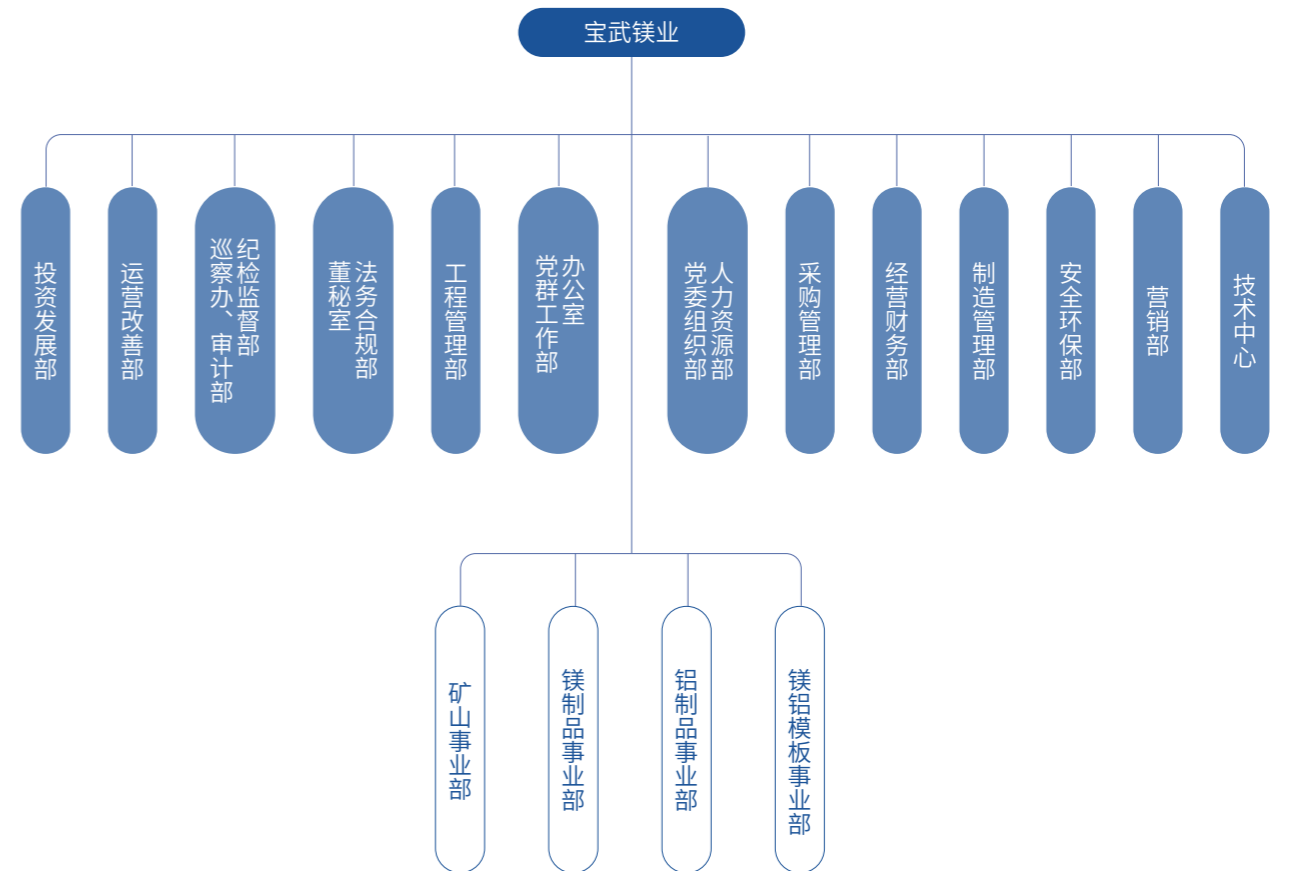 宝武镁业
投资发展部
运营改善部
纪检监督部
巡察办、审计部
法务合规部
董秘室
工程管理部
办公室
党群工作部
人力资源部
党委组织部
采购管理部
经营财务部
制造管理部
安全环保部
营销部
技术中心
矿山事业部
镁制品事业部
铝制品事业部
镁铝模板事业部